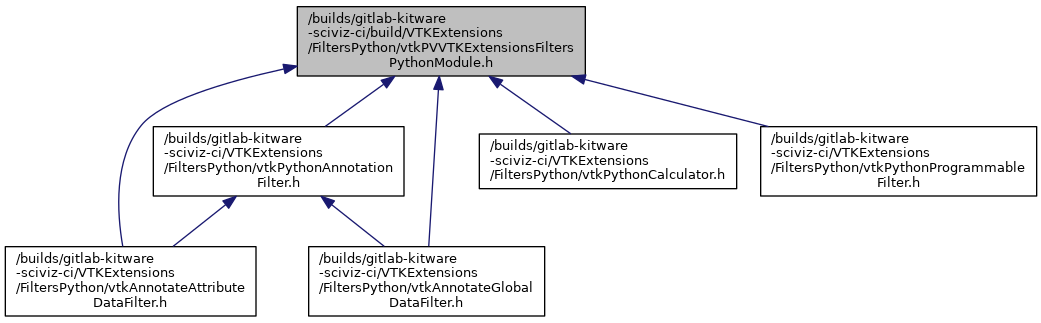 /builds/gitlab-kitware
-sciviz-ci/build/VTKExtensions
/FiltersPython/vtkPVVTKExtensionsFilters
PythonModule.h
/builds/gitlab-kitware
-sciviz-ci/VTKExtensions
/FiltersPython/vtkPythonAnnotation
Filter.h
/builds/gitlab-kitware
-sciviz-ci/VTKExtensions
/FiltersPython/vtkPythonCalculator.h
/builds/gitlab-kitware
-sciviz-ci/VTKExtensions
/FiltersPython/vtkPythonProgrammable
Filter.h
/builds/gitlab-kitware
-sciviz-ci/VTKExtensions
/FiltersPython/vtkAnnotateAttribute
DataFilter.h
/builds/gitlab-kitware
-sciviz-ci/VTKExtensions
/FiltersPython/vtkAnnotateGlobal
DataFilter.h